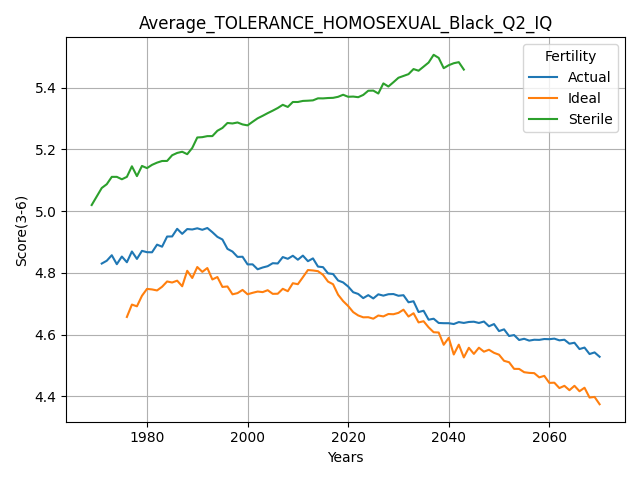 Average_TOLERANCE_HOMOSEXUAL_Black_Q2_IQ
Fertility
Actual
Ideal
Sterile
Score(3-6)
5.4
5.2
5.0
4.8
4.6
4.4
1980 2000 2020 2040 2060
Years